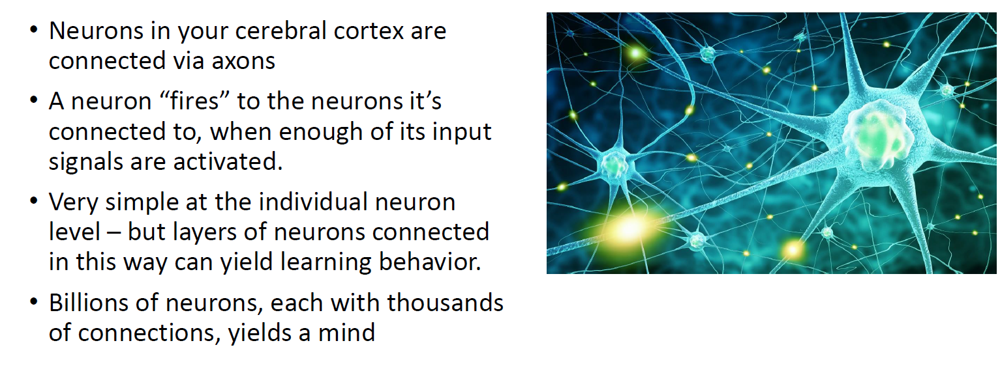 • Neurons in your cerebral cortex are
connected via axons
• A neuron “fires” to the neurons it’s
connected to, when enough of its input
signals are activated.
• Very simple at the individual neuron
level – but layers of neurons connected
in this way can yield learning behavior.
• Billions of neurons, each with thousands
of connections, yields a mind